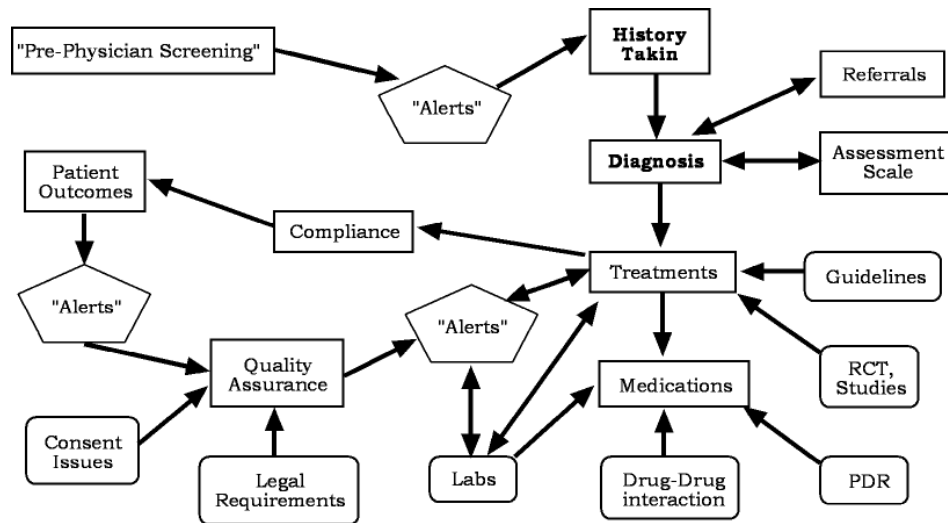 "Pre-Physician Screening"
"Alerts"
History
Takin
Referrals
Diagnosis
Assessment
Scale
Patient
Outcomes
Compliance
Treatments
Guidelines
"Alerts"
"Alerts"
Quality
Assurance
Medications
RCT,
Studies
Consent
Issues
Legal
Requirements
Labs
Drug-Drug
interaction
PDR